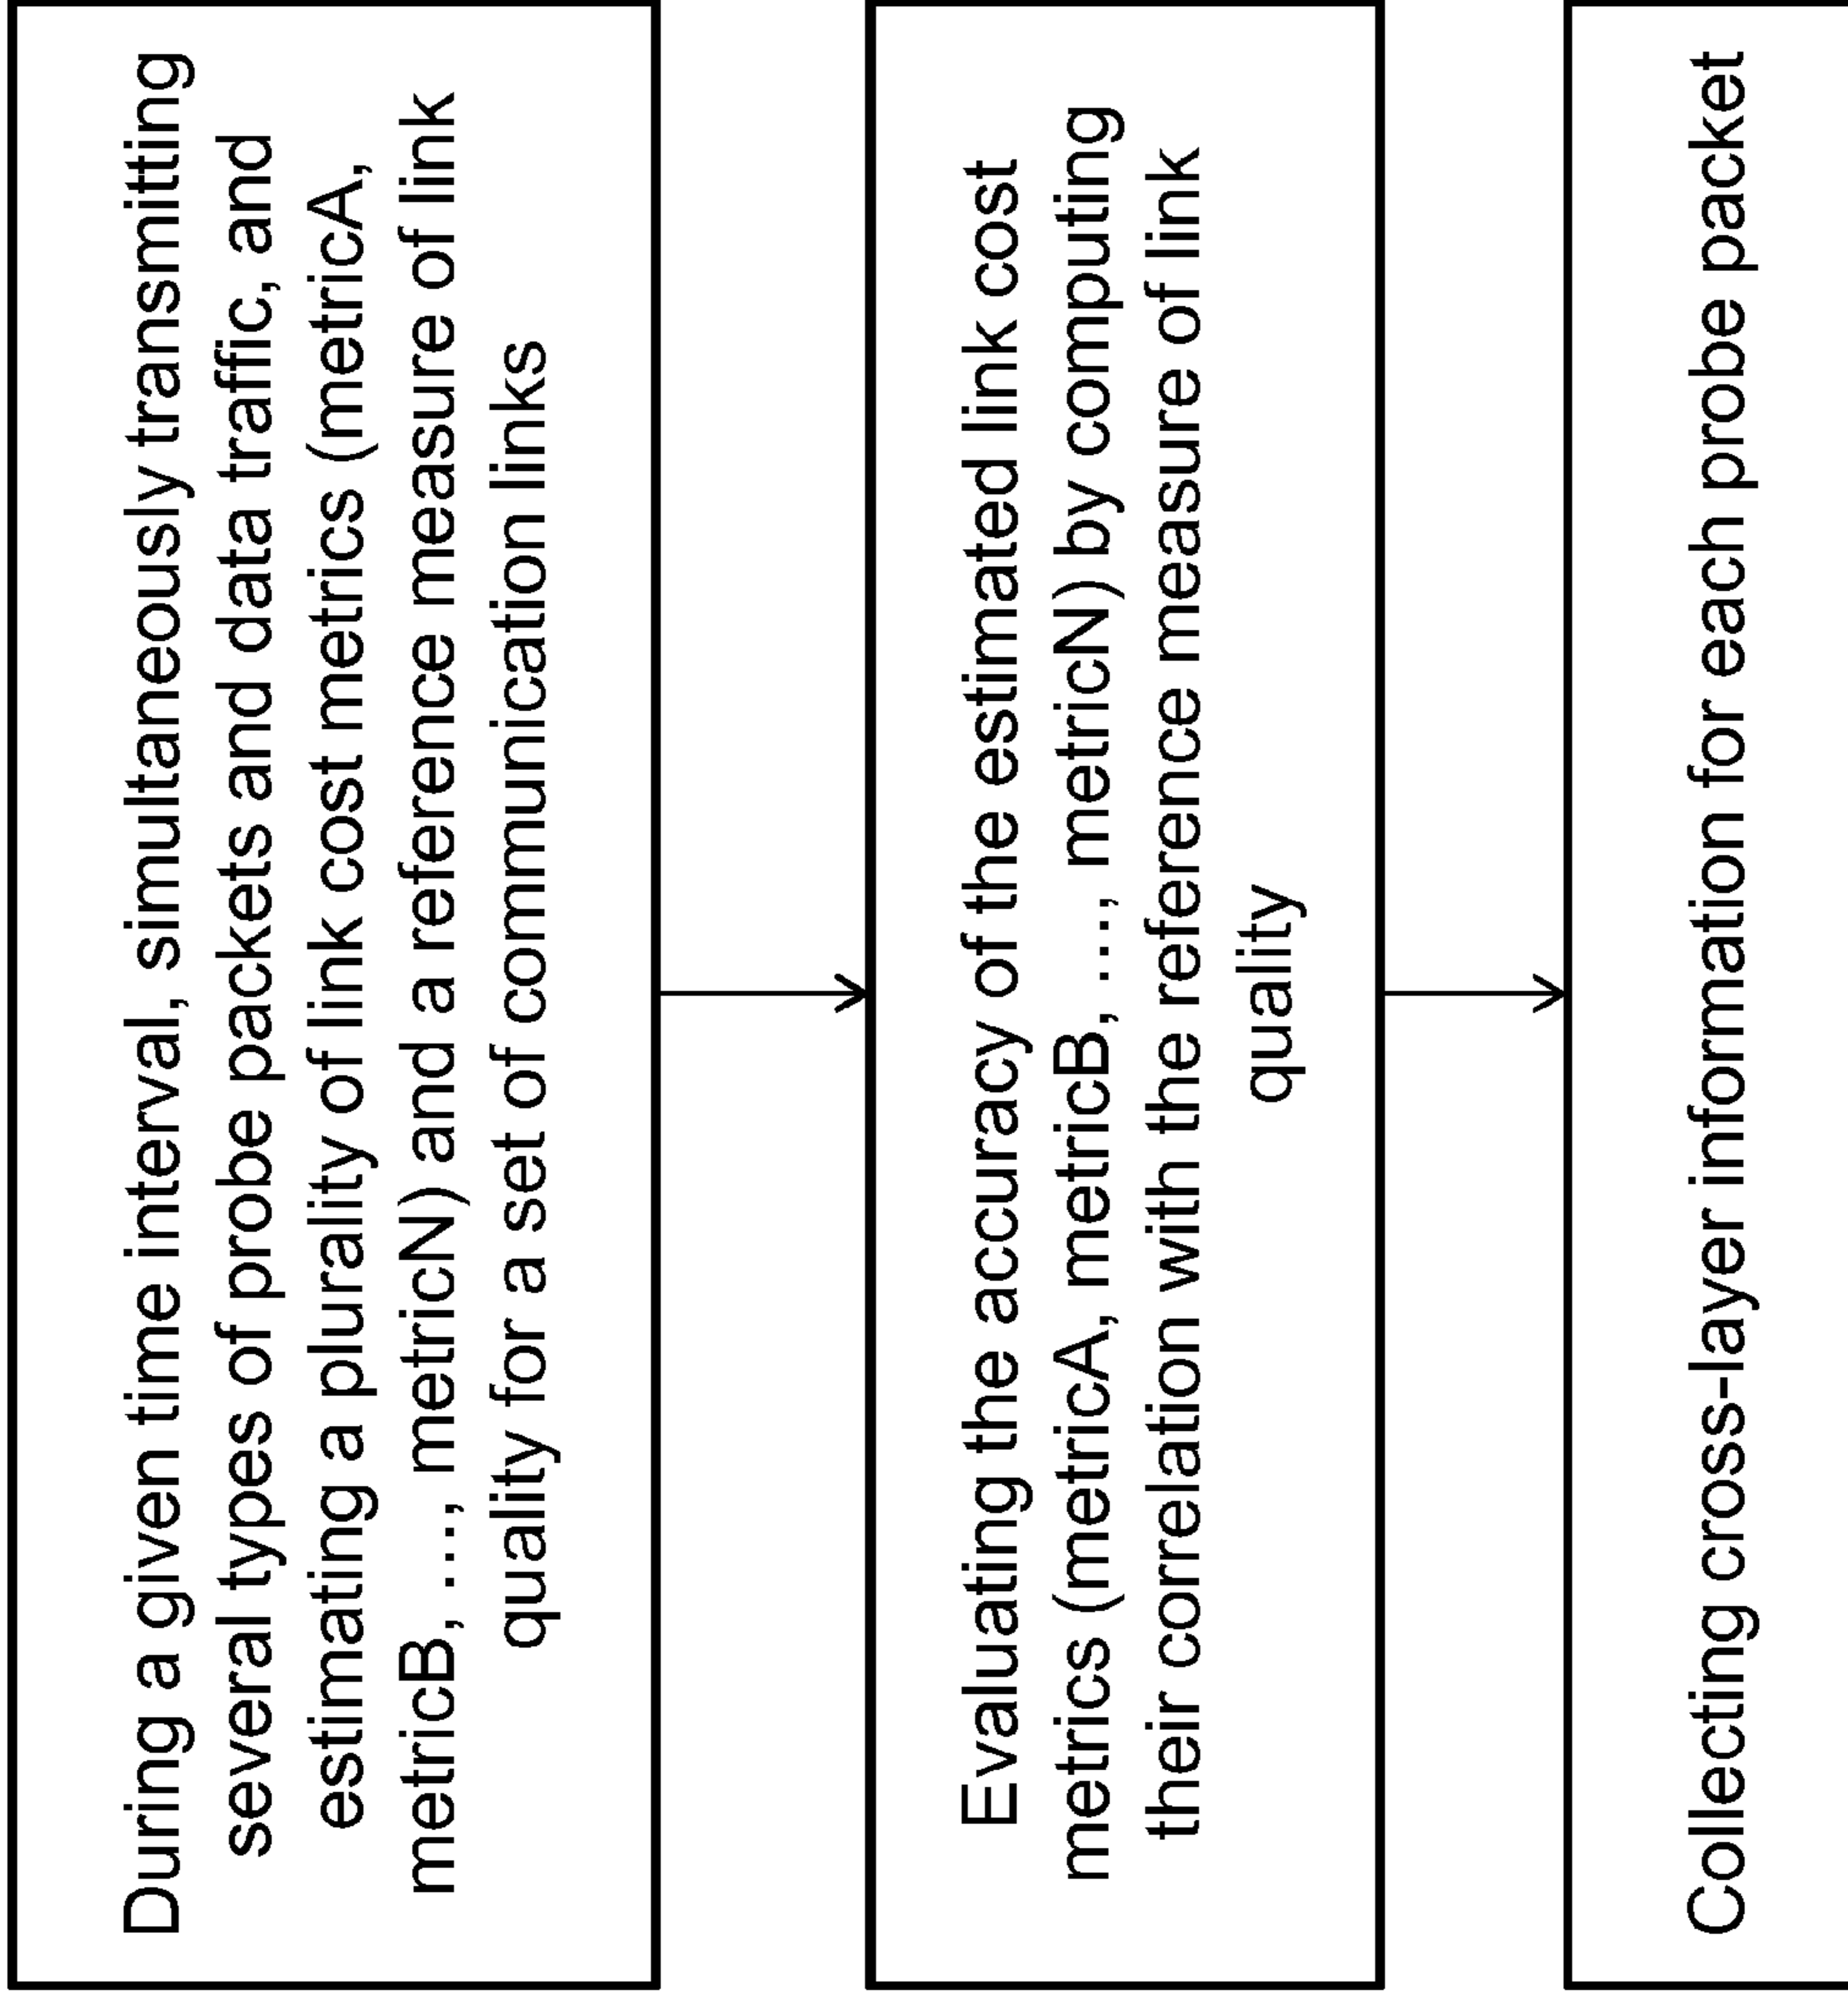 During a given time interval, simultaneously transmitting
several types of probe packets and data traffic, and
estimating a plurality of link cost metrics (metricA,
metricB, ..., metricN) and a reference measure of link
quality for a set of communication links
Evaluating the accuracy of the estimated link cost
metrics (metricA, metricB, ..., metricN) by computing
their correlation with the reference measure of link
quality
Collecting cross-layer information for each probe packet